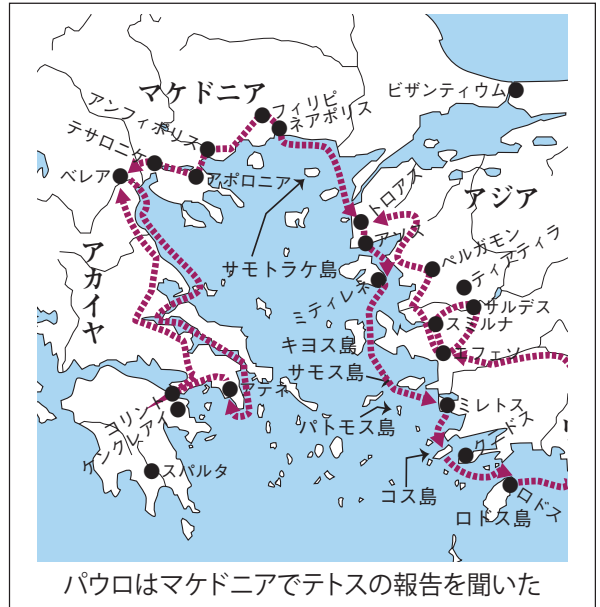 マケドニア
ビザンティウム
フィリピ
ネアポリス
アンフィポリス
テサロニケ
ベレア
アポロニア
トロアス
アジア
アソス
ペルガモン
ティアティラ
サモトラケ島
ミティレネ
サルデス
スミルナ
アカイヤ
キヨス島
エフェソ
サモス島
アテネ
コリント
ケンクレアイ
ミレトス
パトモス島
クニドス
スパルタ
コス島
ロドス
ロドス島
パウロはマケドニアでテトスの報告を聞いた